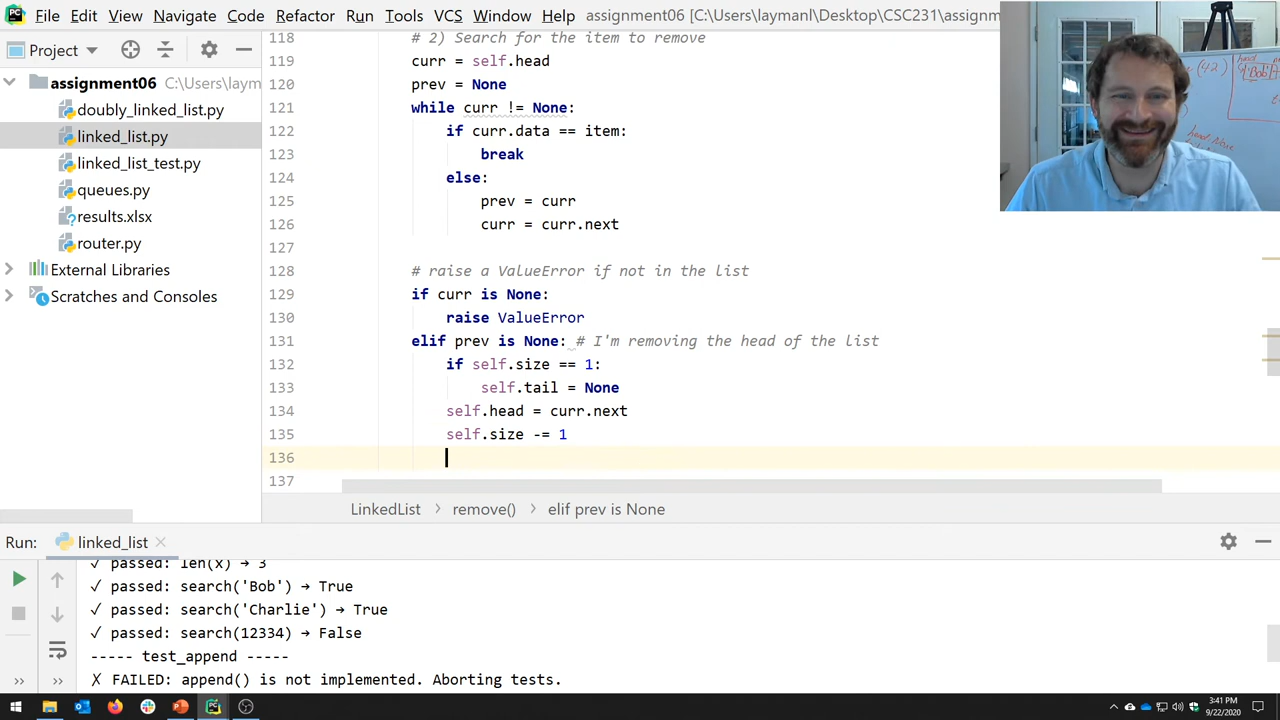 File Edit View Navigate Code Refactor Run Tools VCS Window Help assignment06 [C:\Users\laymanl\Desktop\CSC231\assignm
Project
assignment06 C:\Users\laym
doubly_linked_list.py
linked_list.py
linked_list_test.py
queues.py
results.xlsx
router.py
External Libraries
Scratches and Consoles
118 # 2) Search for the item to remove
119 curr = self.head
120 prev = None
121 while curr != None:
122 if curr.data == item:
123 break
124 else:
125 prev = curr
126 curr = curr.next
127
128 # raise a ValueError if not in the list
129 if curr is None:
130 raise ValueError
131 elif prev is None: # I'm removing the head of the list
132 if self.size == 1:
133 self.tail = None
134 self.head = curr.next
135 self.size -= 1
136
137
LinkedList > remove() > elif prev is None
Run: linked_list
✓ passed: len(x) → 3
✓ passed: search('Bob') → True
✓ passed: search('Charlie') → True
✓ passed: search(12334) → False
----- test_append -----
✗ FAILED: append() is not implemented. Aborting tests.
3:41 PM
9/22/2020
(42)
head
'Bob'